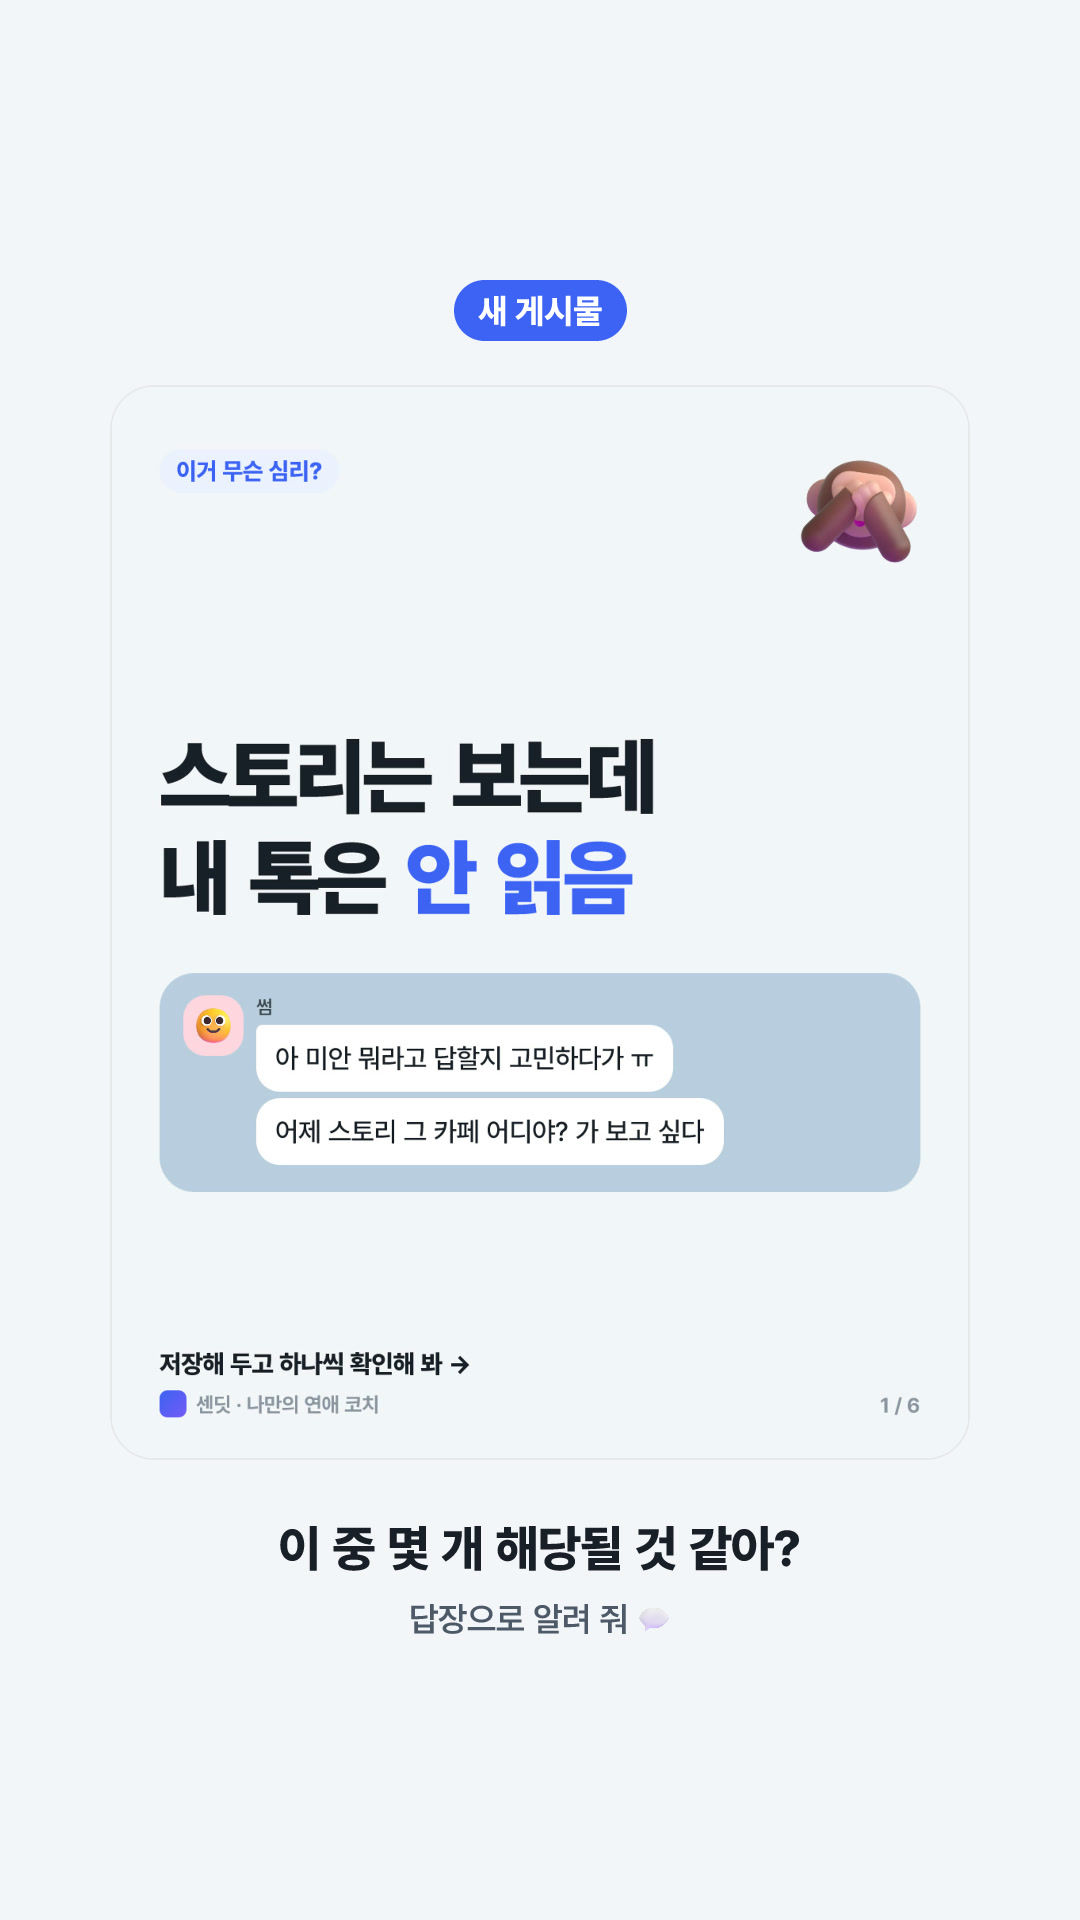 새 게시물
이거 무슨 심리?
스토리는 보는데
내 톡은 안 읽음
썸
아 미안 뭐라고 답할지 고민하다가 ㅠ
어제 스토리 그 카페 어디야? 가 보고 싶다
저장해 두고 하나씩 확인해 봐 →
센딧 · 나만의 연애 코치
1 / 6
이 중 몇 개 해당될 것 같아?
답장으로 알려 줘 💬